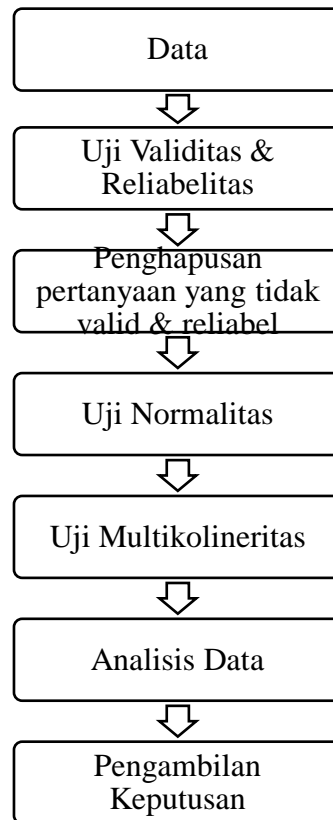 Data
Uji Validitas &
Reliabelitas
Penghapusan
pertanyaan yang tidak
valid & reliabel
Uji Normalitas
Uji Multikolineritas
Analisis Data
Pengambilan
Keputusan